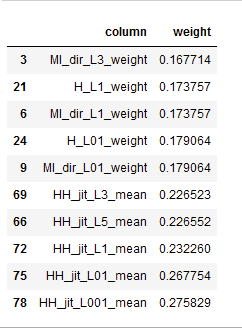 column weight
3 MI_dir_L3_weight 0.167714
21 H_L1_weight 0.173757
6 MI_dir_L1_weight 0.173757
24 H_L01_weight 0.179064
9 MI_dir_L01_weight 0.179064
69 HH_jit_L3_mean 0.226523
66 HH_jit_L5_mean 0.226552
72 HH_jit_L1_mean 0.232260
75 HH_jit_L01_mean 0.267754
78 HH_jit_L001_mean 0.275829